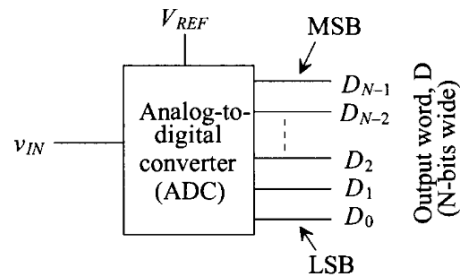 V_REF
MSB
v_IN
Analog-to-
digital
converter
(ADC)
D_N–1
D_N–2
D_2
D_1
D_0
LSB
Output word, D
(N-bits wide)